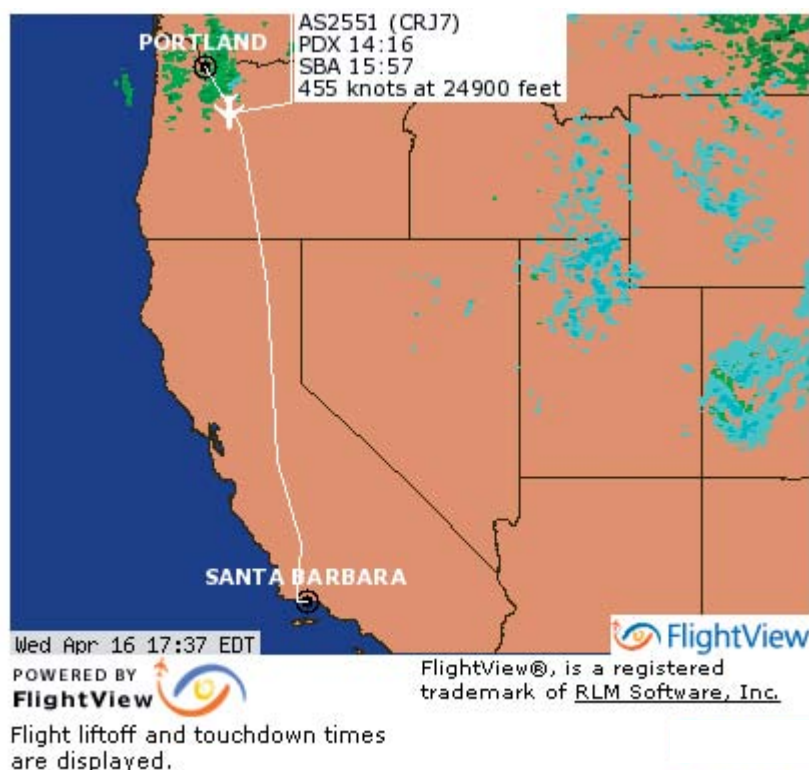 AS2551 (CRJ7)
PORTLAND
PDX 14:16
SBA 15:57
455 knots at 24900 feet
SANTA BARBARA
Wed Apr 16 17:37 EDT
FlightView
POWERED BY
FlightView
FlightView®, is a registered
trademark of RLM Software, Inc.
Flight liftoff and touchdown times
are displayed.